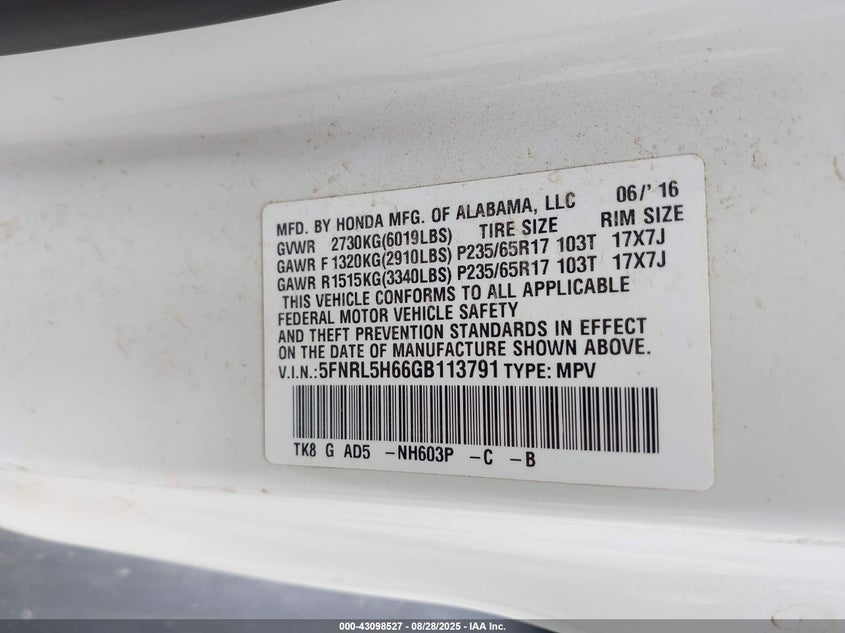 MFD. BY HONDA MFG. OF ALABAMA, LLC 06/'16
GVWR 2730KG(6019LBS) TIRE SIZE RIM SIZE
GAWR F1320KG(2910LBS) P235/65R17 103T 17X7J
GAWR R1515KG(3340LBS) P235/65R17 103T 17X7J
THIS VEHICLE CONFORMS TO ALL APPLICABLE
FEDERAL MOTOR VEHICLE SAFETY
AND THEFT PREVENTION STANDARDS IN EFFECT
ON THE DATE OF MANUFACTURE SHOWN ABOVE.
V.I.N.:5FNRL5H66GB113791 TYPE: MPV
TK8 G AD5 -NH603P -C -B
000-43098527 - 08/28/2025 - IAA Inc.